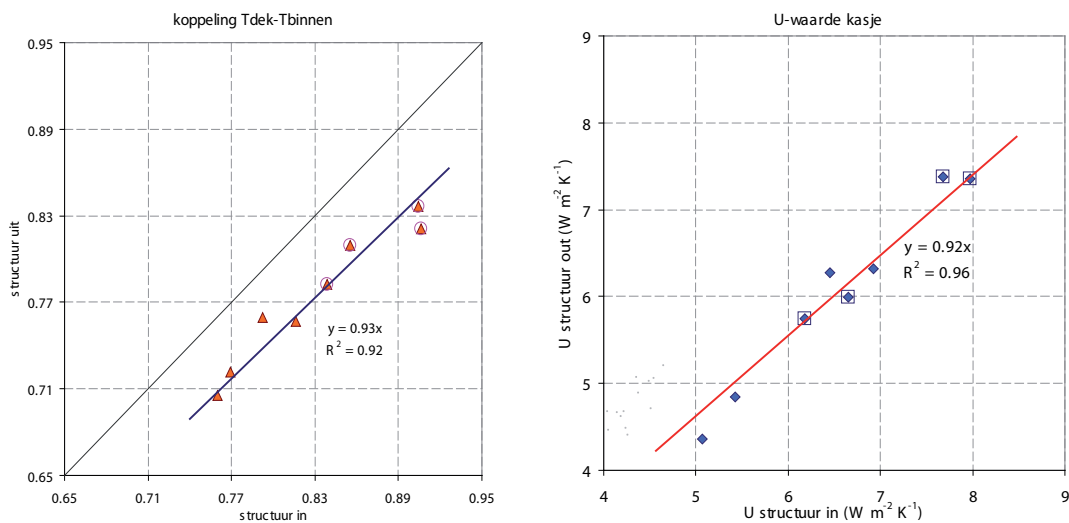 koppeling Tdek-Tbinnen
0.95
0.89
0.83
0.77
0.71
0.65
structuur uit
y = 0.93x
R² = 0.92
0.65 0.71 0.77 0.83 0.89 0.95
structuur in
U-waarde kasje
9
8
7
6
5
4
U structuur out (W m⁻² K⁻¹)
y = 0.92x
R² = 0.96
4 5 6 7 8 9
U structuur in (W m⁻² K⁻¹)